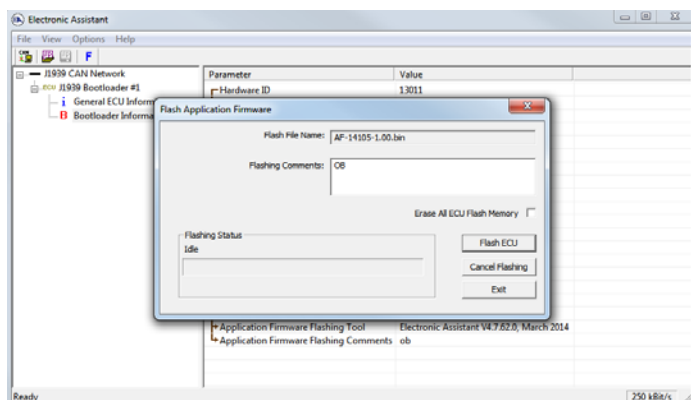 Electronic Assistant
File View Options Help
CAN F
J1939 CAN Network
ECU J1939 Bootloader #1
i General ECU Inform
B Bootloader Informa
Parameter Value
Hardware ID 13011
Flash Application Firmware
Flash File Name: AF-14105-1.00.bin
Flashing Comments: OB
Erase All ECU Flash Memory
Flashing Status
Idle
Flash ECU
Cancel Flashing
Exit
Application Firmware Flashing Tool Electronic Assistant V4.7.62.0, March 2014
Application Firmware Flashing Comments ob
Ready 250 kBit/s